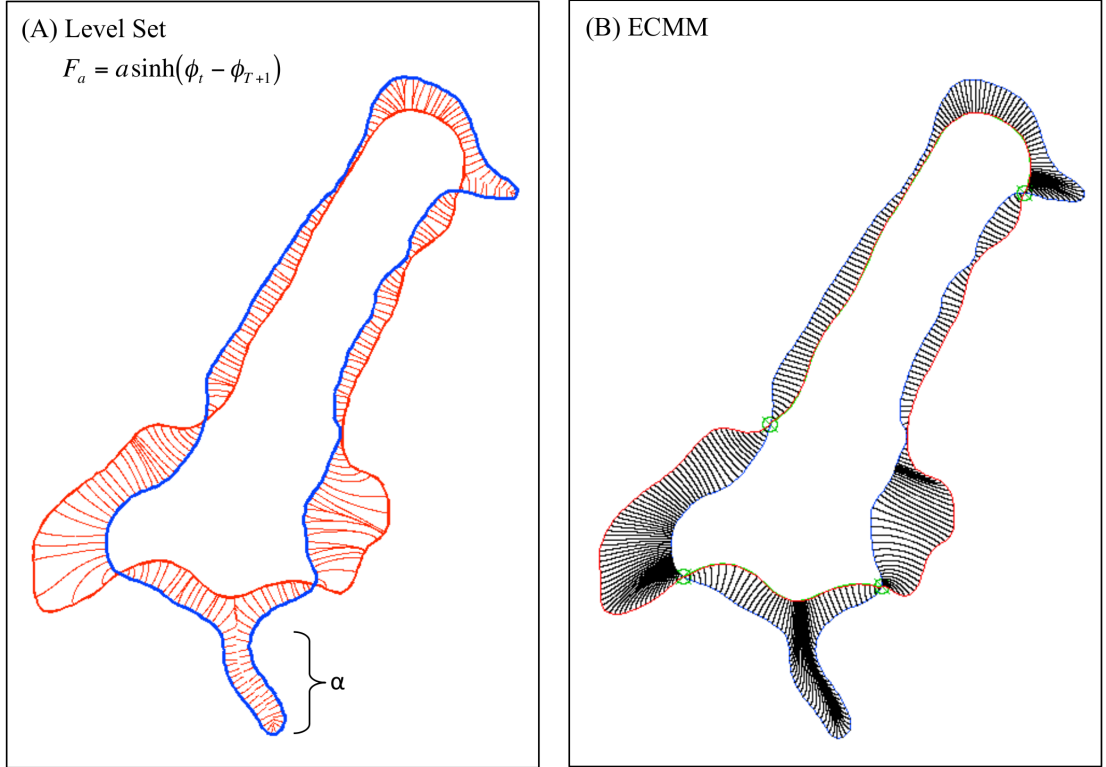 (A) Level Set
F_a = a sinh(ϕ_t − ϕ_{T+1})
α
(B) ECMM